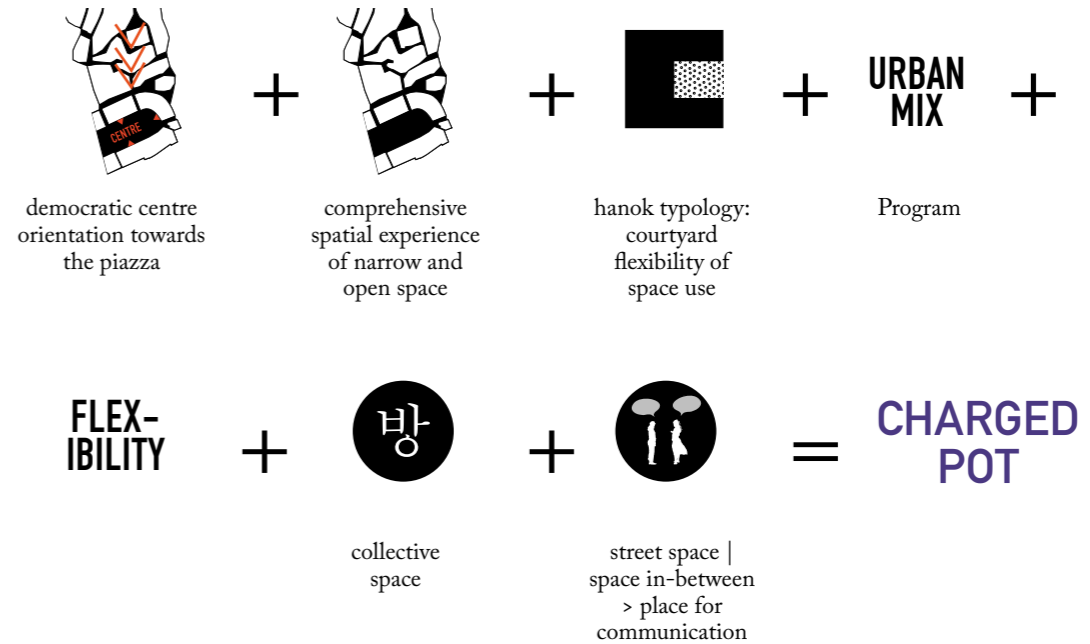 CENTRE
+
+
+
URBAN
MIX
+
democratic centre
orientation towards
the piazza
comprehensive
spatial experience
of narrow and
open space
hanok typology:
courtyard
flexibility of
space use
Program
FLEX-
IBILITY
+
방
+
=
CHARGED
POT
collective
space
street space |
space in-between
> place for
communication